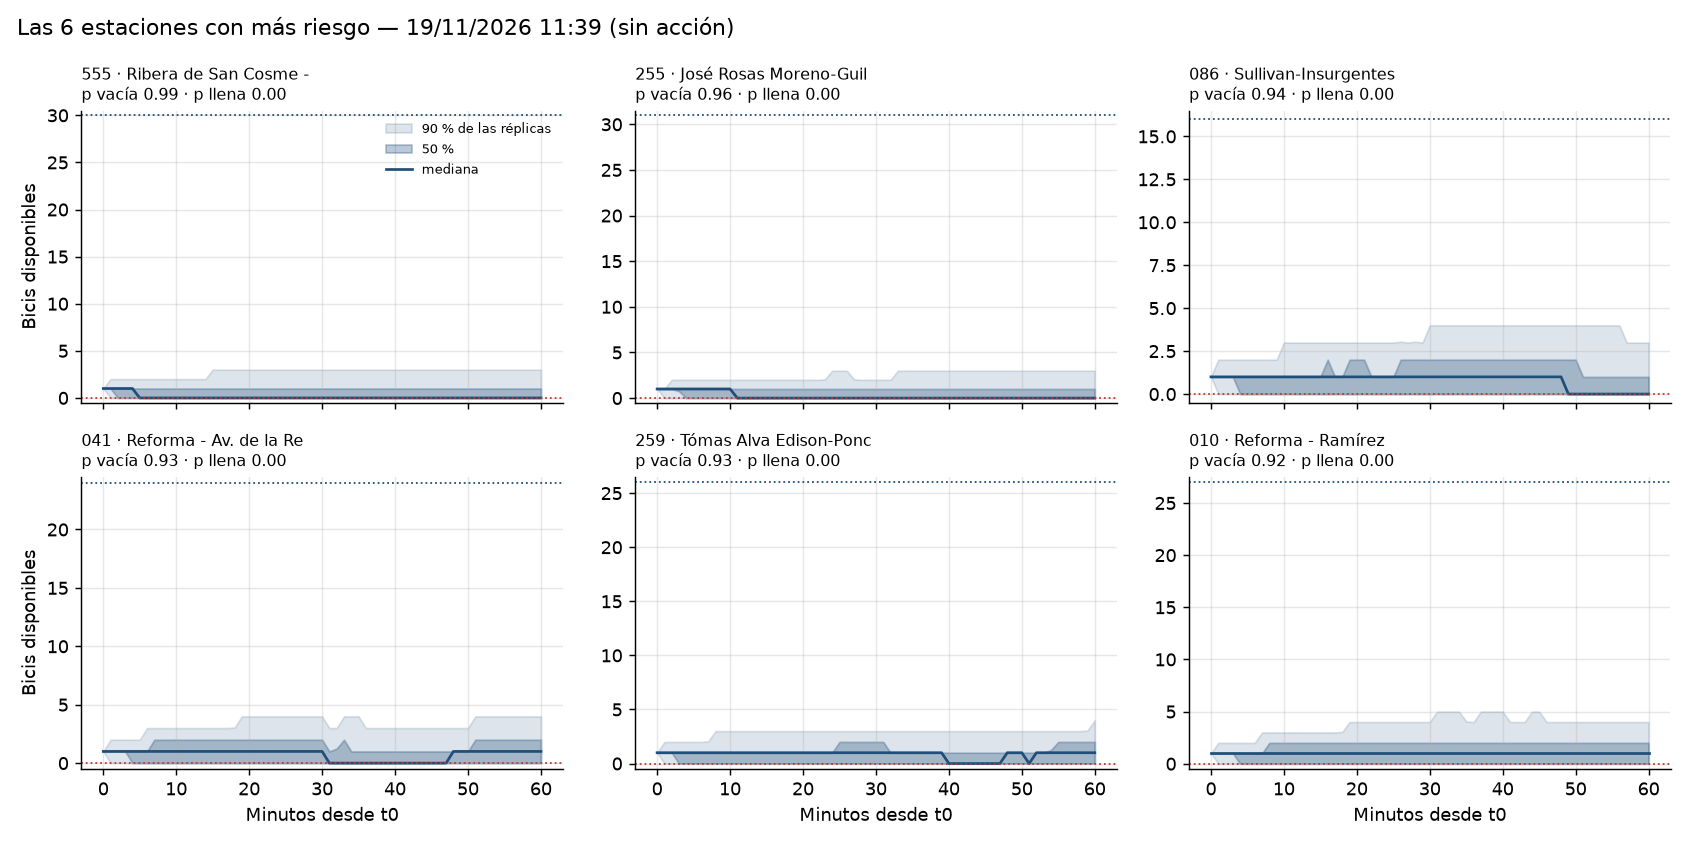 Las 6 estaciones con más riesgo — 19/11/2026 11:39 (sin acción)
555 · Ribera de San Cosme -
p vacía 0.99 · p llena 0.00
90 % de las réplicas
50 %
mediana
Bicis disponibles
30
25
20
15
10
5
0
255 · José Rosas Moreno-Guil
p vacía 0.96 · p llena 0.00
30
25
20
15
10
5
0
086 · Sullivan-Insurgentes
p vacía 0.94 · p llena 0.00
15.0
12.5
10.0
7.5
5.0
2.5
0.0
041 · Reforma - Av. de la Re
p vacía 0.93 · p llena 0.00
Bicis disponibles
20
15
10
5
0
0 10 20 30 40 50 60
Minutos desde t0
259 · Tómas Alva Edison-Ponc
p vacía 0.93 · p llena 0.00
25
20
15
10
5
0
0 10 20 30 40 50 60
Minutos desde t0
010 · Reforma - Ramírez
p vacía 0.92 · p llena 0.00
25
20
15
10
5
0
0 10 20 30 40 50 60
Minutos desde t0